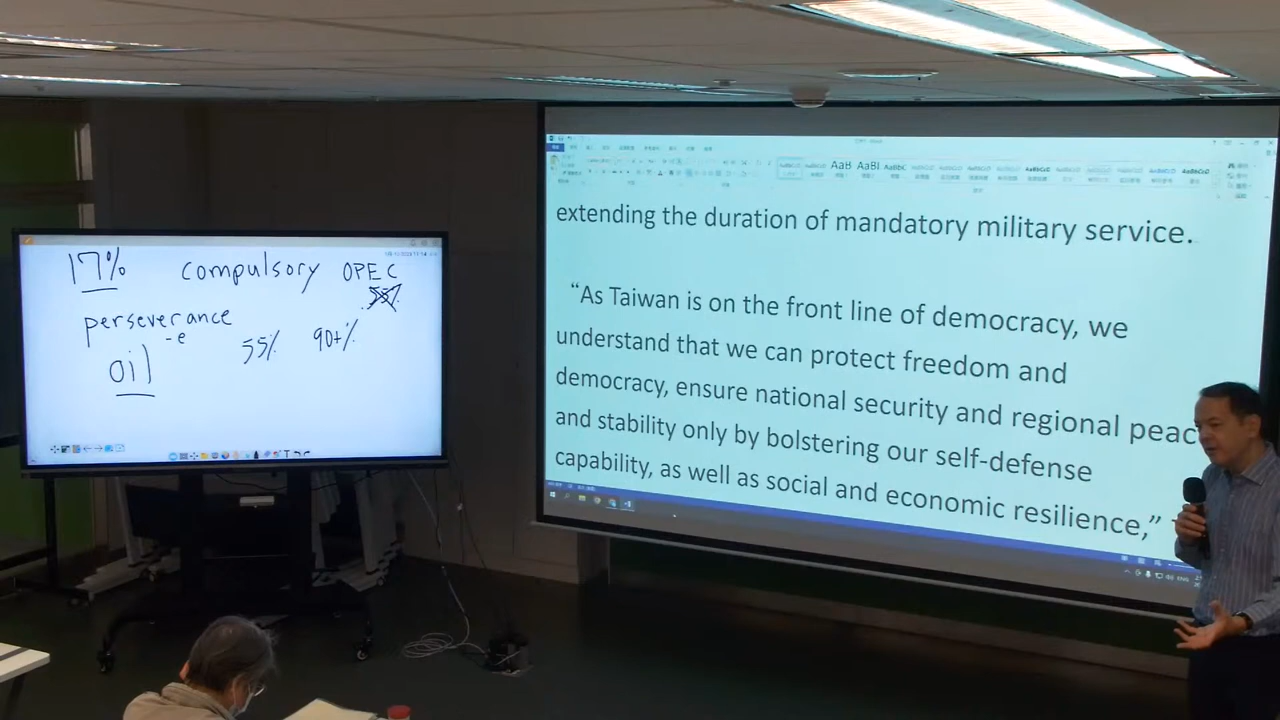 17% compulsory OPEC
perseverance
-e
oil 55% 90+%
extending the duration of mandatory military service.
“As Taiwan is on the front line of democracy, we
understand that we can protect freedom and
democracy, ensure national security and regional peac
and stability only by bolstering our self-defense
capability, as well as social and economic resilience,”
ENG